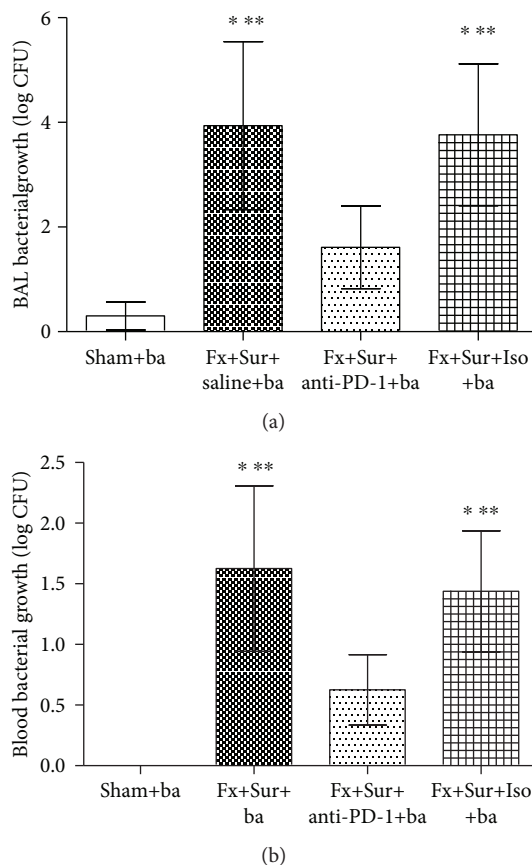 6
4
2
0
BAL bacterialgrowth (log CFU)
* **
* **
Sham+ba
Fx+Sur+
saline+ba
Fx+Sur+
anti-PD-1+ba
Fx+Sur+Iso
+ba
(a)
2.5
2.0
1.5
1.0
0.5
0.0
Blood bacterial growth (log CFU)
* **
* **
Sham+ba
Fx+Sur+
ba
Fx+Sur+
anti-PD-1+ba
Fx+Sur+Iso
+ba
(b)